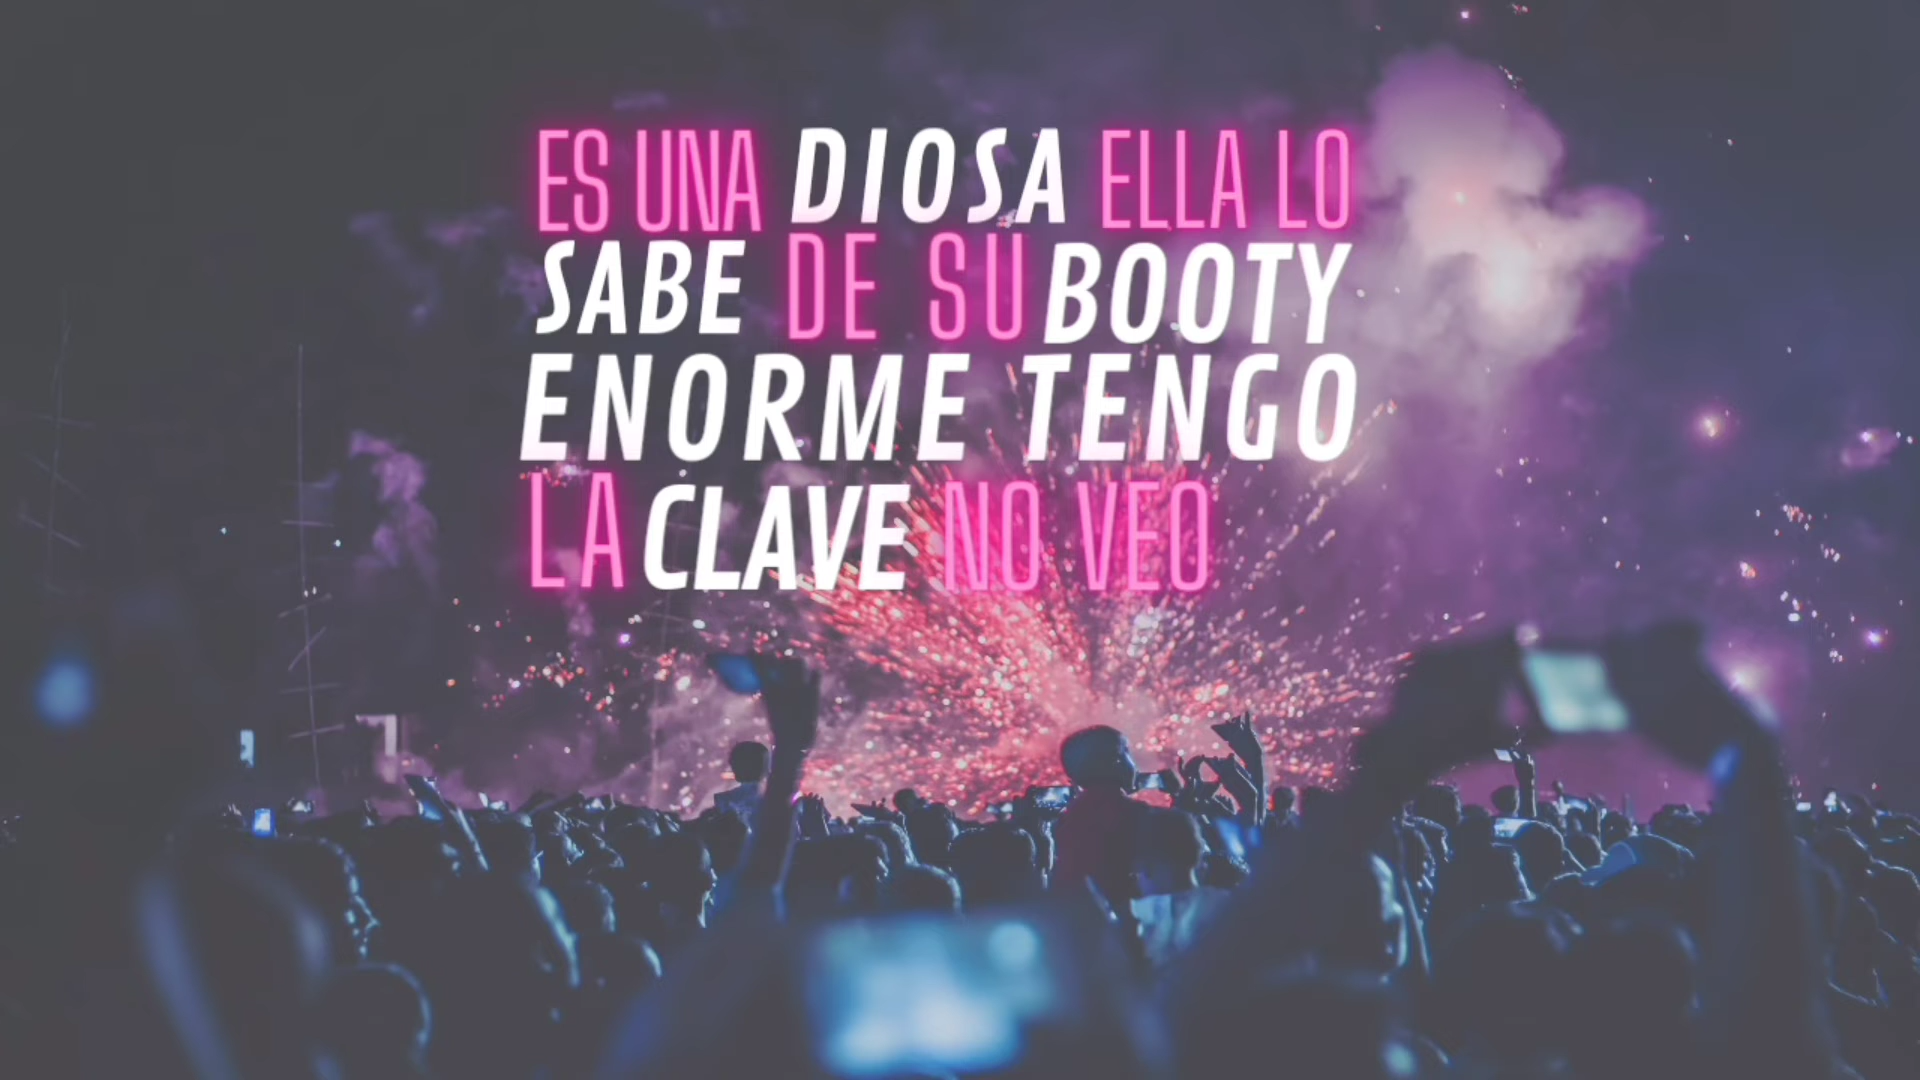 ES UNA DIOSA ELLA LO
SABE DE SU BOOTY
ENORME TENGO
LA CLAVE NO VEO